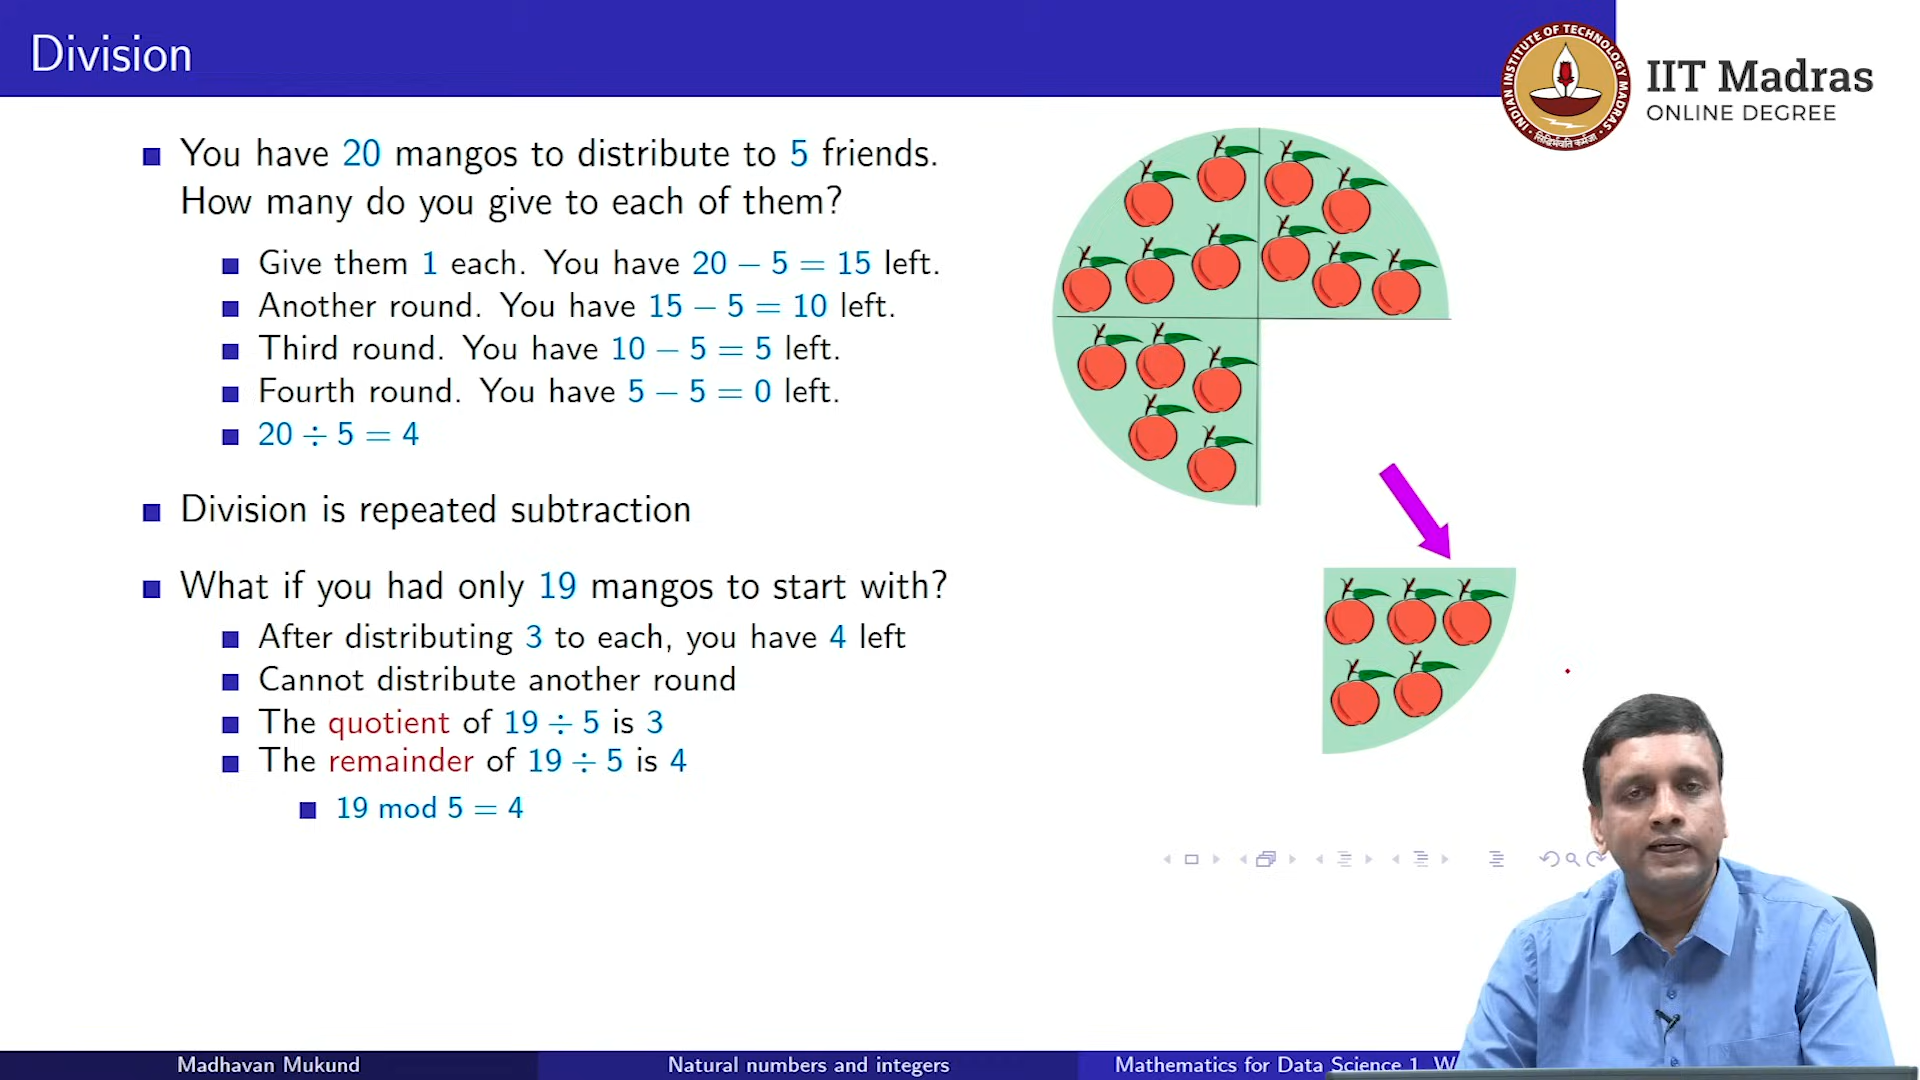 Division
INDIAN INSTITUTE OF TECHNOLOGY MADRAS
IIT Madras
ONLINE DEGREE
You have 20 mangos to distribute to 5 friends.
How many do you give to each of them?
Give them 1 each. You have 20 − 5 = 15 left.
Another round. You have 15 − 5 = 10 left.
Third round. You have 10 − 5 = 5 left.
Fourth round. You have 5 − 5 = 0 left.
20 ÷ 5 = 4
Division is repeated subtraction
What if you had only 19 mangos to start with?
After distributing 3 to each, you have 4 left
Cannot distribute another round
The quotient of 19 ÷ 5 is 3
The remainder of 19 ÷ 5 is 4
19 mod 5 = 4
Madhavan Mukund
Natural numbers and integers
Mathematics for Data Science 1, W